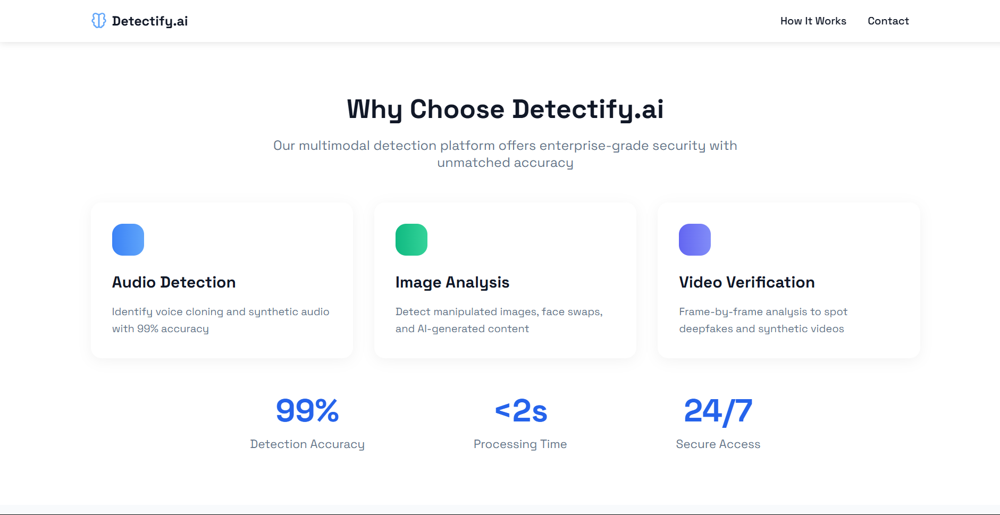 Detectify.ai
How It Works
Contact
Why Choose Detectify.ai
Our multimodal detection platform offers enterprise-grade security with
unmatched accuracy
Audio Detection
Identify voice cloning and synthetic audio
with 99% accuracy
Image Analysis
Detect manipulated images, face swaps,
and AI-generated content
Video Verification
Frame-by-frame analysis to spot
deepfakes and synthetic videos
99%
Detection Accuracy
<2s
Processing Time
24/7
Secure Access